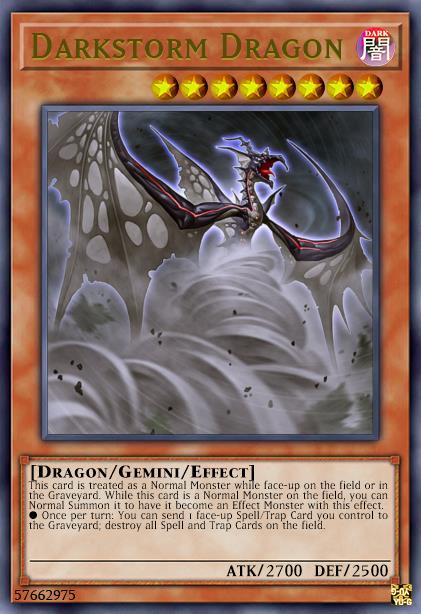 DARKSTORM DRAGON
DARK
闇
[DRAGON/GEMINI/EFFECT]
This card is treated as a Normal Monster while face-up on the field or in
the Graveyard. While this card is a Normal Monster on the field, you can
Normal Summon it to have it become an Effect Monster with this effect.
● Once per turn: You can send 1 face-up Spell/Trap Card you control to
the Graveyard; destroy all Spell and Trap Cards on the field.
ATK/2700 DEF/2500
57662975